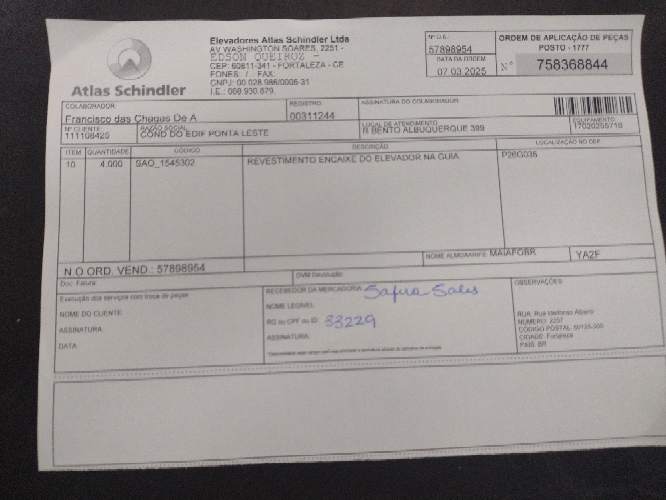 Atlas Schindler
Elevadores Atlas Schindler Ltda
AV WASHINGTON SOARES, 2251 -
EDSON QUEIROZ -
CEP: 60811-341 - FORTALEZA - CE
FONES: / - FAX:
CNPJ: 00.028.986/0006-31
I.E.: 068.930.879.
Nº O.S.
57898954
DATA DA ORDEM
07.03.2025
ORDEM DE APLICAÇÃO DE PEÇAS
POSTO - 1777
N° 758368844
COLABORADOR
Francisco das Chagas De A
REGISTRO
00311244
ASSINATURA DO COLABORADOR
Nº CLIENTE
111108425
RAZÃO SOCIAL
COND DO EDIF PONTA LESTE
LOCAL DE ATENDIMENTO
R BENTO ALBUQUERQUE 399
EQUIPAMENTO
ITEM QUANTIDADE CÓDIGO DESCRIÇÃO LOCALIZAÇÃO NO DEP.
10 4.000 SAO_1545302 REVESTIMENTO ENCAIXE DO ELEVADOR NA GUIA P26G036
NOME ALMOXARIFE: MAIAFOBR YA2F
N O ORD. VEND : 57898954
Doc. Fatura: OVM Devolução:
Execução dos serviços com troca de peças
NOME DO CLIENTE:
ASSINATURA:
DATA:
RECEBEDOR DA MERCADORIA: Safira Sales
NOME LEGÍVEL:
RG ou CPF ou ID: 83229
ASSINATURA:
OBSERVAÇÕES:
RUA: Rua Ildefonso Albano
NUMERO: 2257
CÓDIGO POSTAL: 60125-000
CIDADE: Fortaleza
PAIS: BR